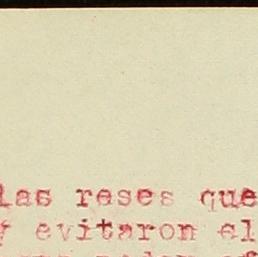 las reses que
y evitaron el